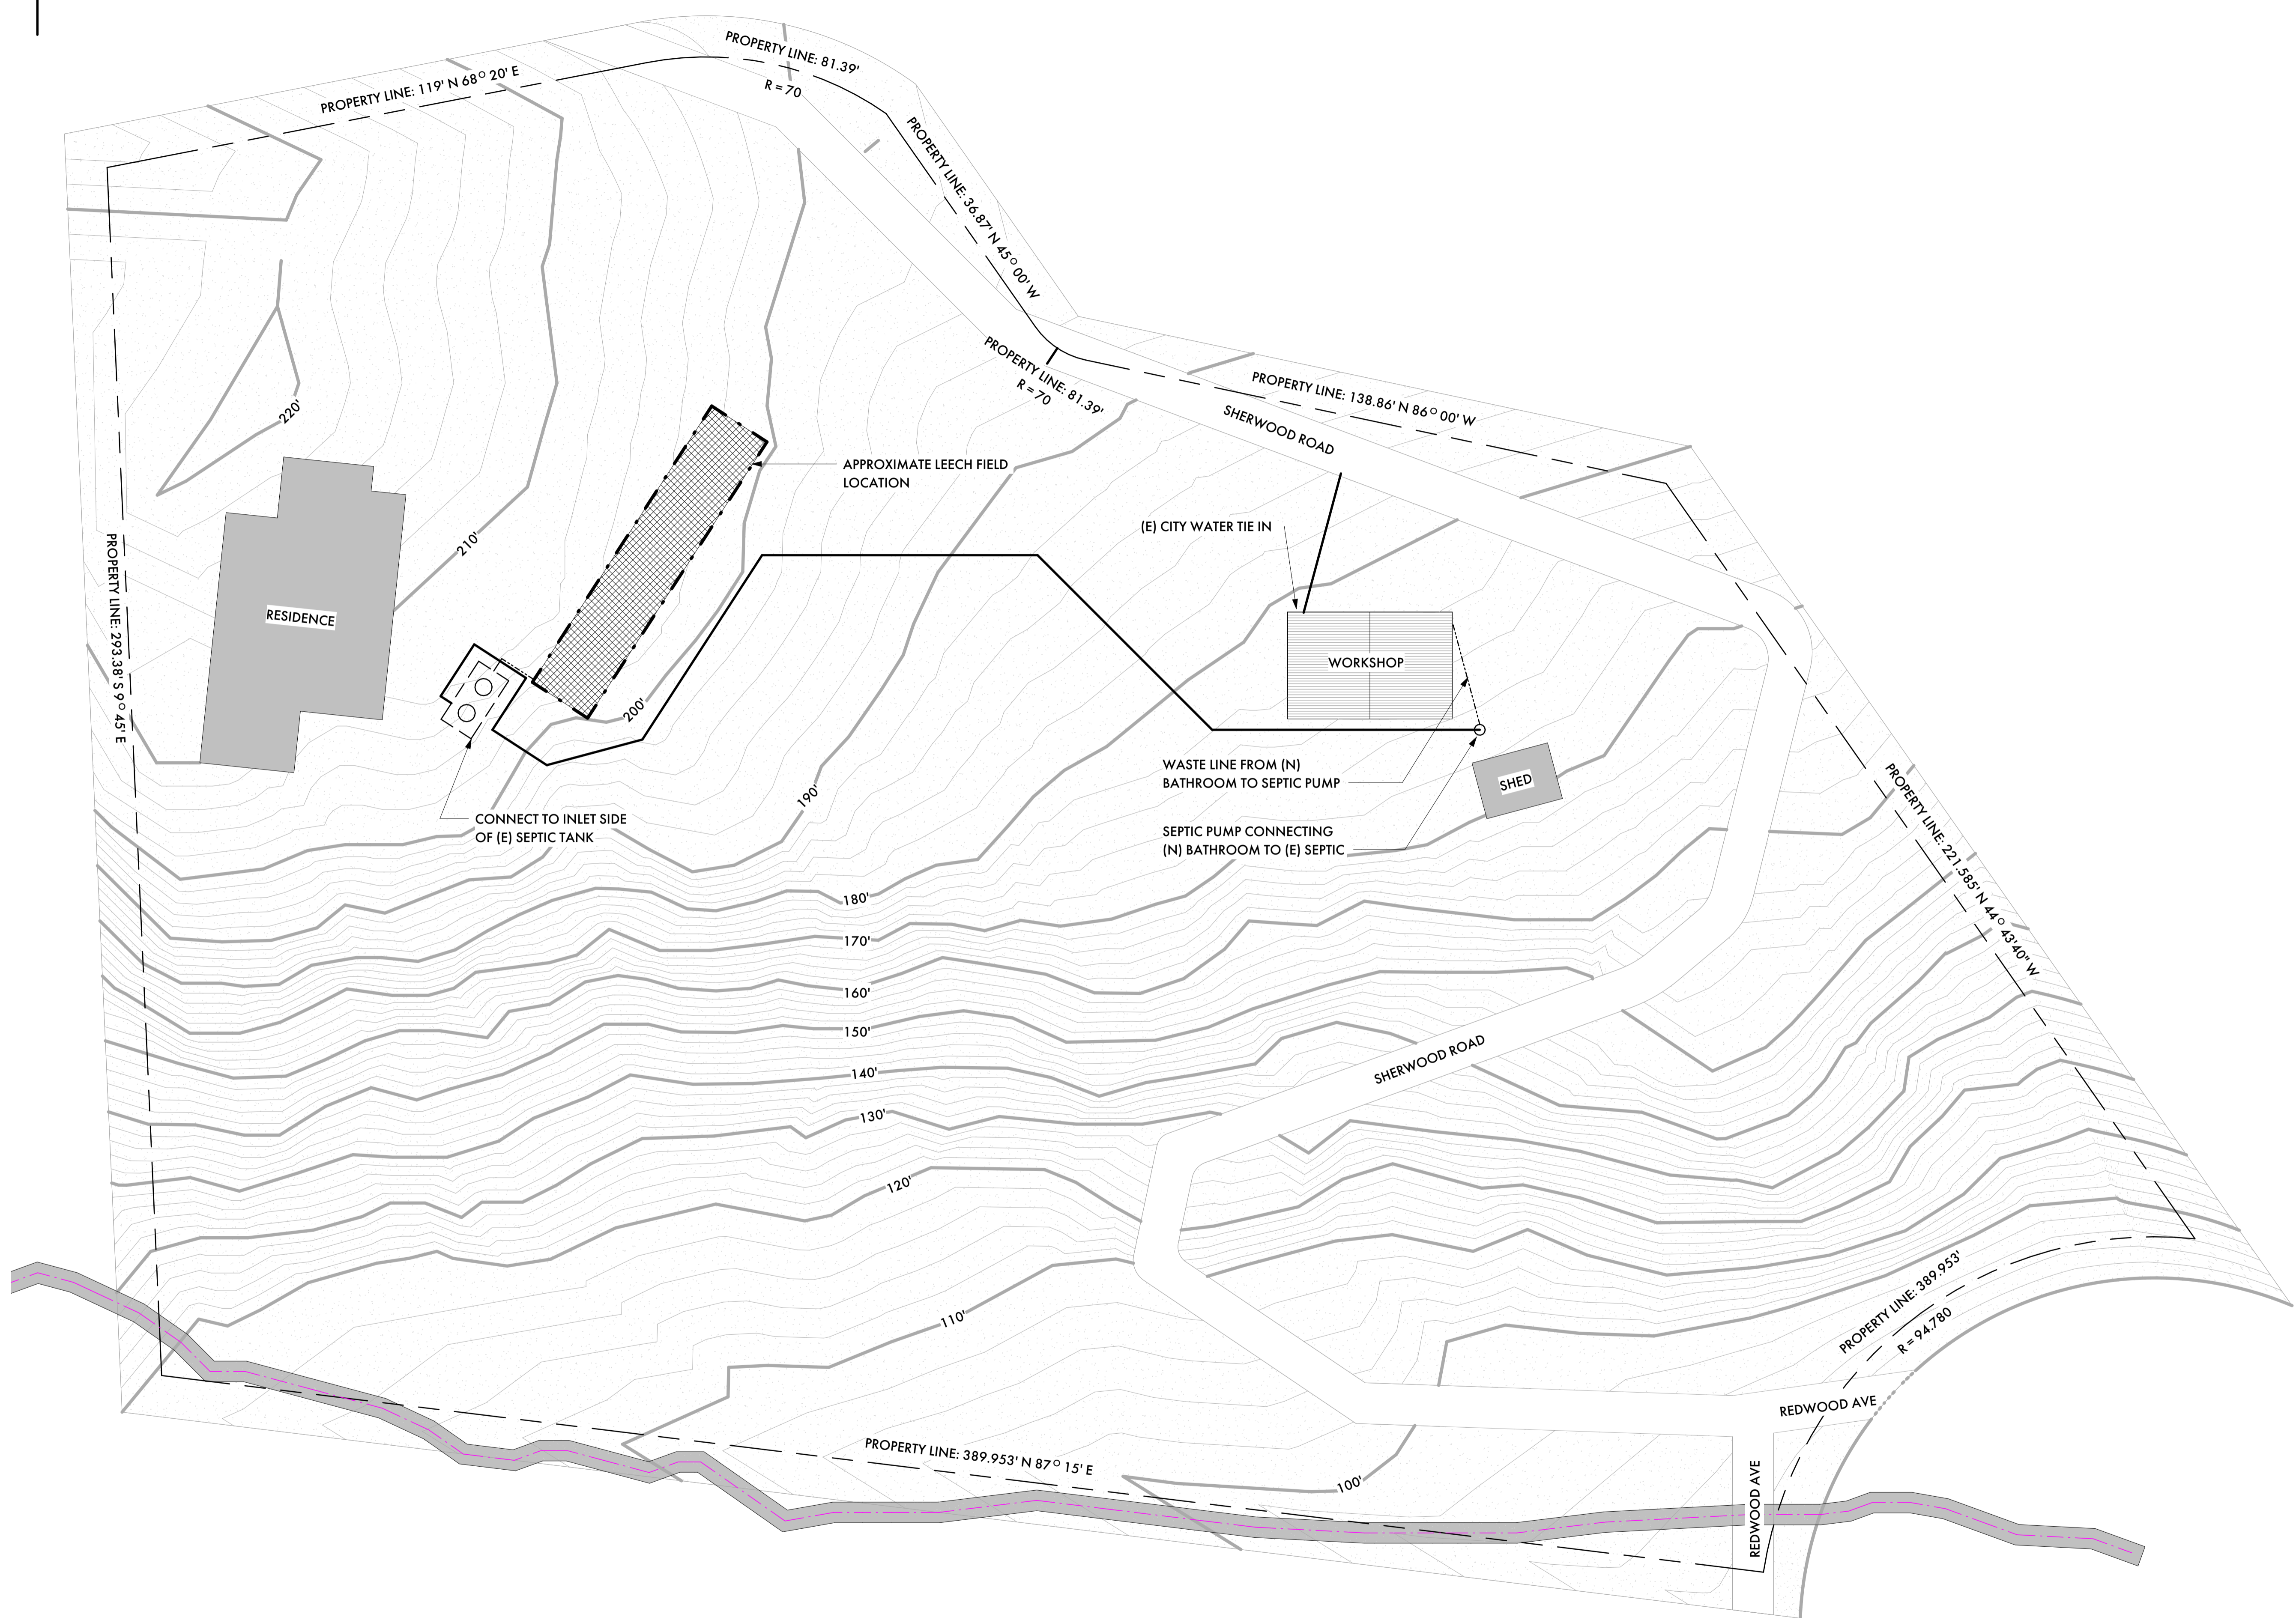 PROPERTY LINE: 81.39'
R = 70
PROPERTY LINE: 119' N 68° 20' E
PROPERTY LINE: 36.87' N 45° 00' W
PROPERTY LINE: 81.39'
R = 70
PROPERTY LINE: 138.86' N 86° 00' W
SHERWOOD ROAD
220'
APPROXIMATE LEECH FIELD
LOCATION
(E) CITY WATER TIE IN
210'
PROPERTY LINE: 293.38' S 9° 45' E
RESIDENCE
WORKSHOP
200'
WASTE LINE FROM (N)
BATHROOM TO SEPTIC PUMP
SHED
190'
CONNECT TO INLET SIDE
OF (E) SEPTIC TANK
SEPTIC PUMP CONNECTING
(N) BATHROOM TO (E) SEPTIC
PROPERTY LINE: 221.585' N 44° 43'40" W
180'
170'
160'
150'
SHERWOOD ROAD
140'
130'
120'
110'
PROPERTY LINE: 389.953'
R = 94.780
REDWOOD AVE
PROPERTY LINE: 389.953' N 87° 15' E
100'
REDWOOD AVE